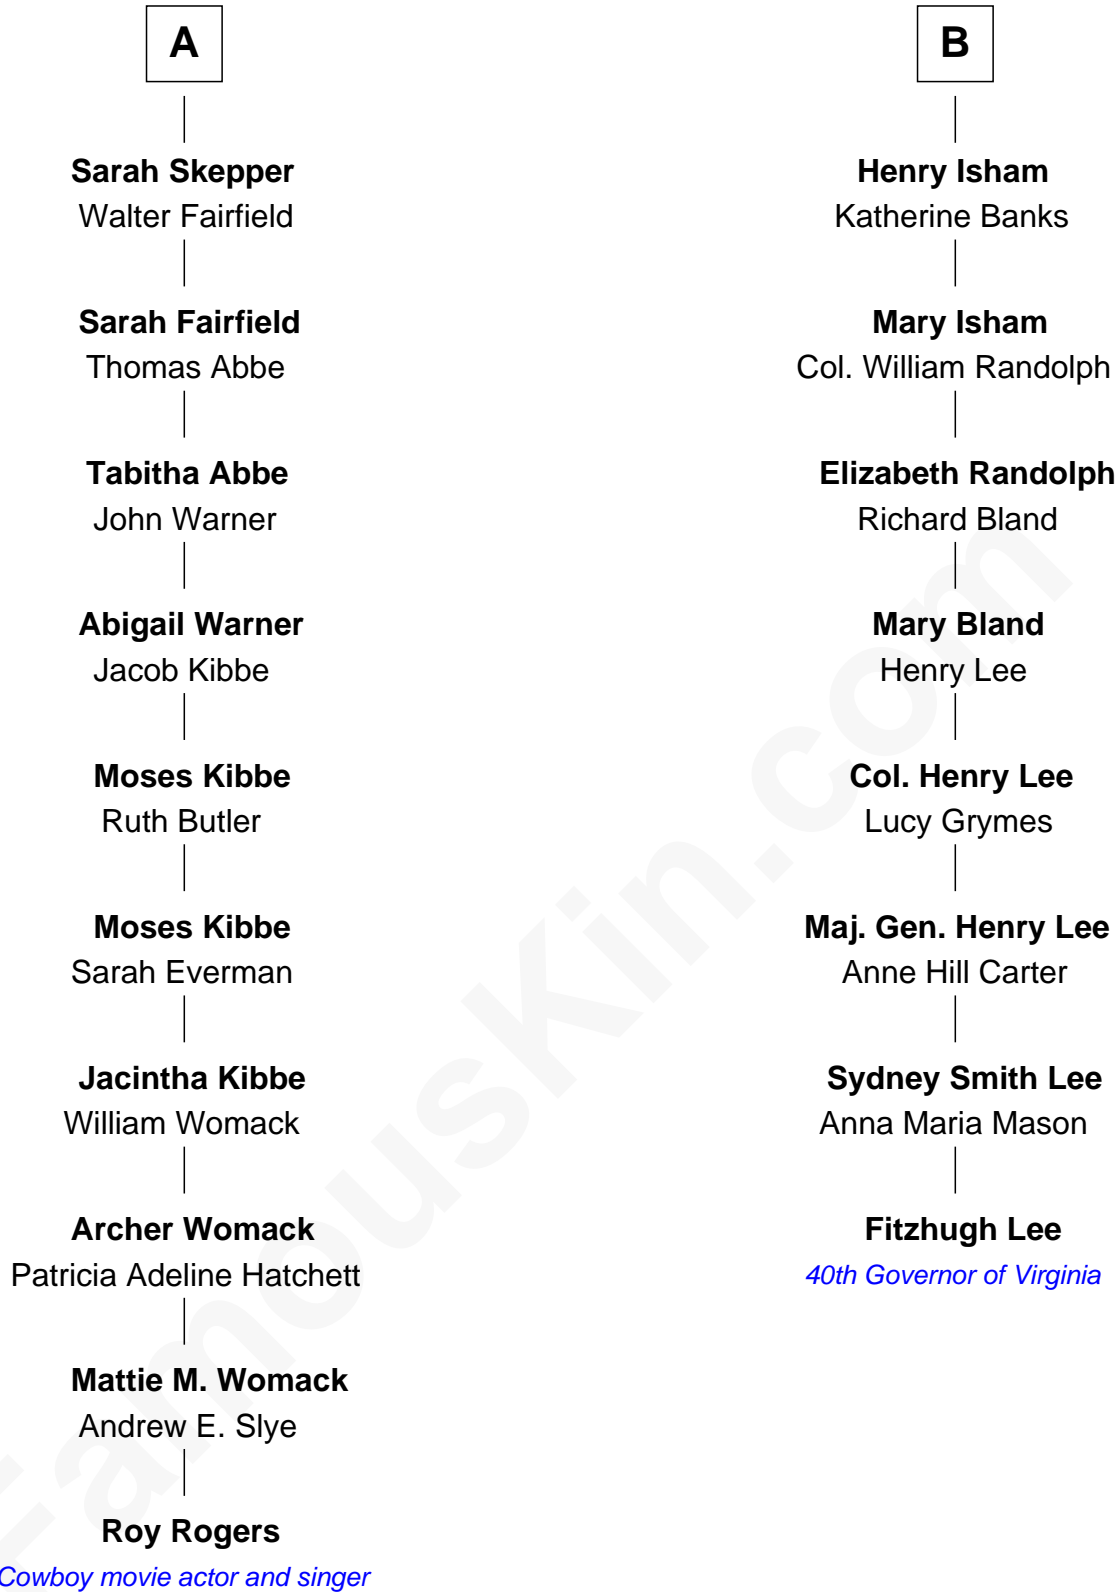 A
Sarah Skepper
Walter Fairfield
Sarah Fairfield
Thomas Abbe
Tabitha Abbe
John Warner
Abigail Warner
Jacob Kibbe
Moses Kibbe
Ruth Butler
Moses Kibbe
Sarah Everman
Jacintha Kibbe
William Womack
Archer Womack
Patricia Adeline Hatchett
Mattie M. Womack
Andrew E. Slye
Roy Rogers
Cowboy movie actor and singer
B
Henry Isham
Katherine Banks
Mary Isham
Col. William Randolph
Elizabeth Randolph
Richard Bland
Mary Bland
Henry Lee
Col. Henry Lee
Lucy Grymes
Maj. Gen. Henry Lee
Anne Hill Carter
Sydney Smith Lee
Anna Maria Mason
Fitzhugh Lee
40th Governor of Virginia
FamousKin.com